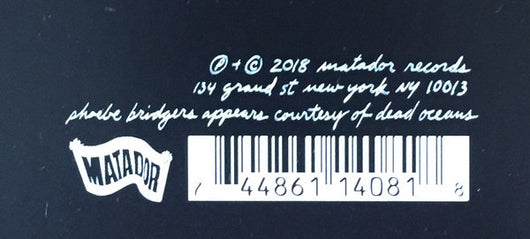 ℗ + © 2018 matador records
134 grand st new york NY 10013
phoebe bridgers appears courtesy of dead oceans
MATADOR
7 44861 14081 8